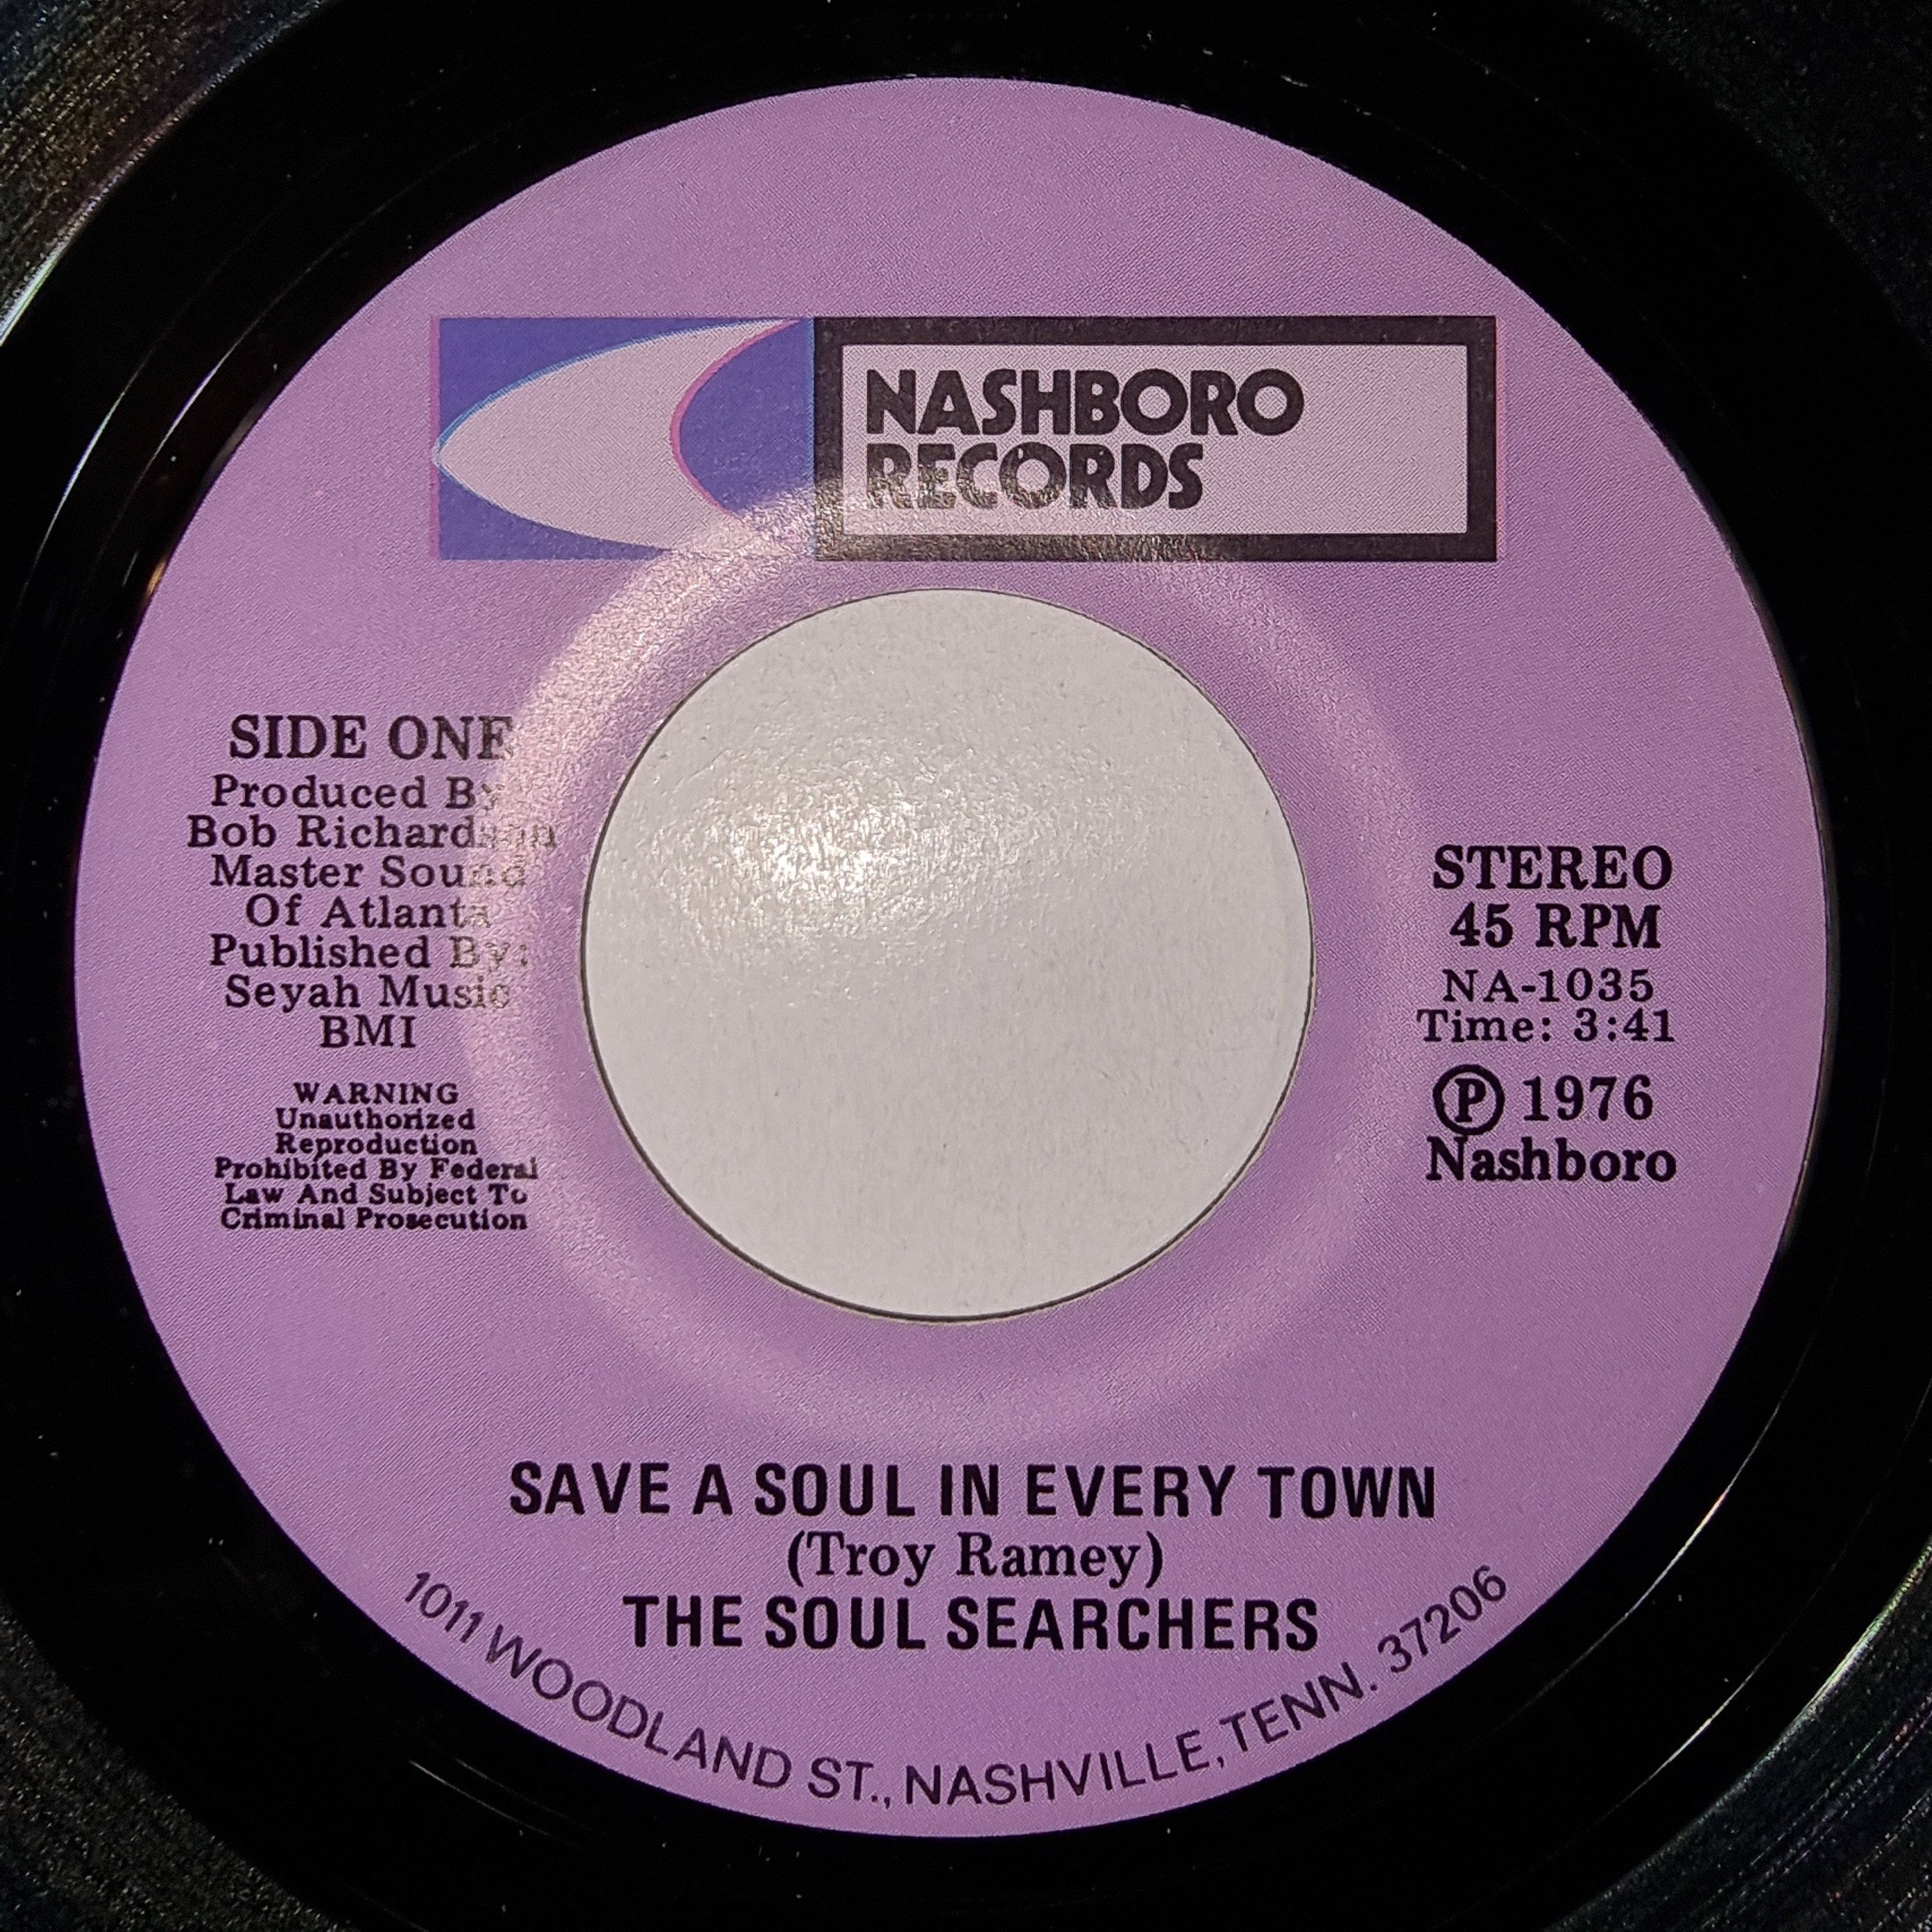 NASHBORO
RECORDS
SIDE ONE
Produced By
Bob Richardson
Master Sound
Of Atlanta
Published By:
Seyah Music
BMI
WARNING
Unauthorized
Reproduction
Prohibited By Federal
Law And Subject To
Criminal Prosecution
STEREO
45 RPM
NA-1035
Time: 3:41
Ⓟ 1976
Nashboro
SAVE A SOUL IN EVERY TOWN
(Troy Ramey)
THE SOUL SEARCHERS
1011 WOODLAND ST., NASHVILLE, TENN. 37206